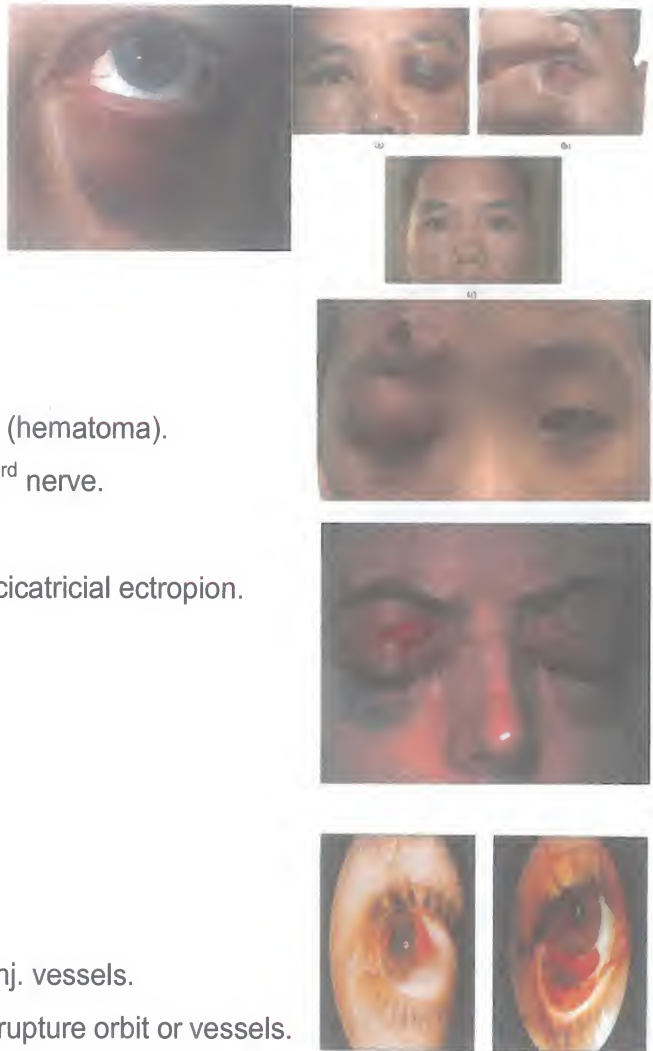 (a)
(b)
(c)
(hematoma).
rd nerve.
cicatricial ectropion.
nj. vessels.
rupture orbit or vessels.